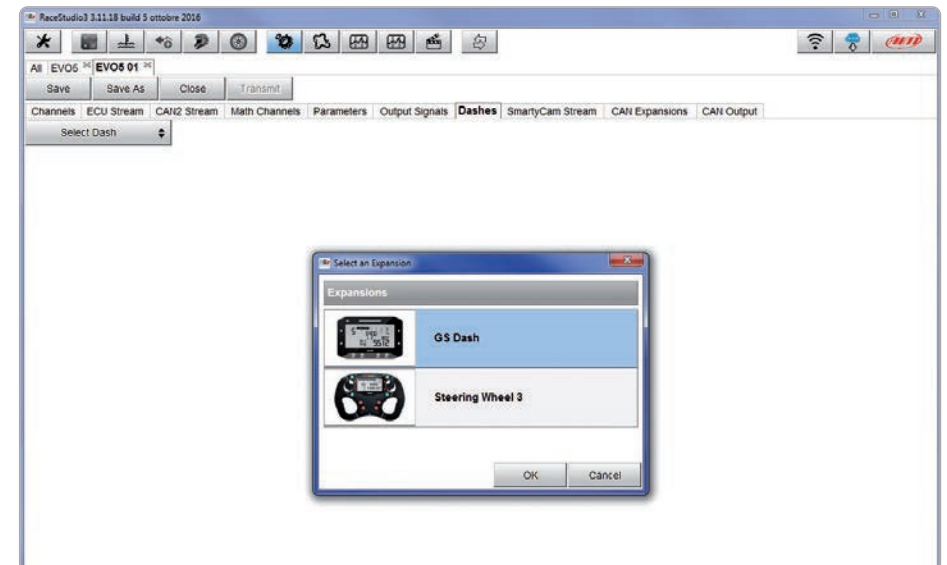 RaceStudio3 3.11.18 build 5 ottobre 2016
AiM
All EVO5 EVO5 01
Save Save As Close Transmit
Channels ECU Stream CAN2 Stream Math Channels Parameters Output Signals Dashes SmartyCam Stream CAN Expansions CAN Output
Select Dash
Select an Expansion
Expansions
GS Dash
Steering Wheel 3
OK Cancel